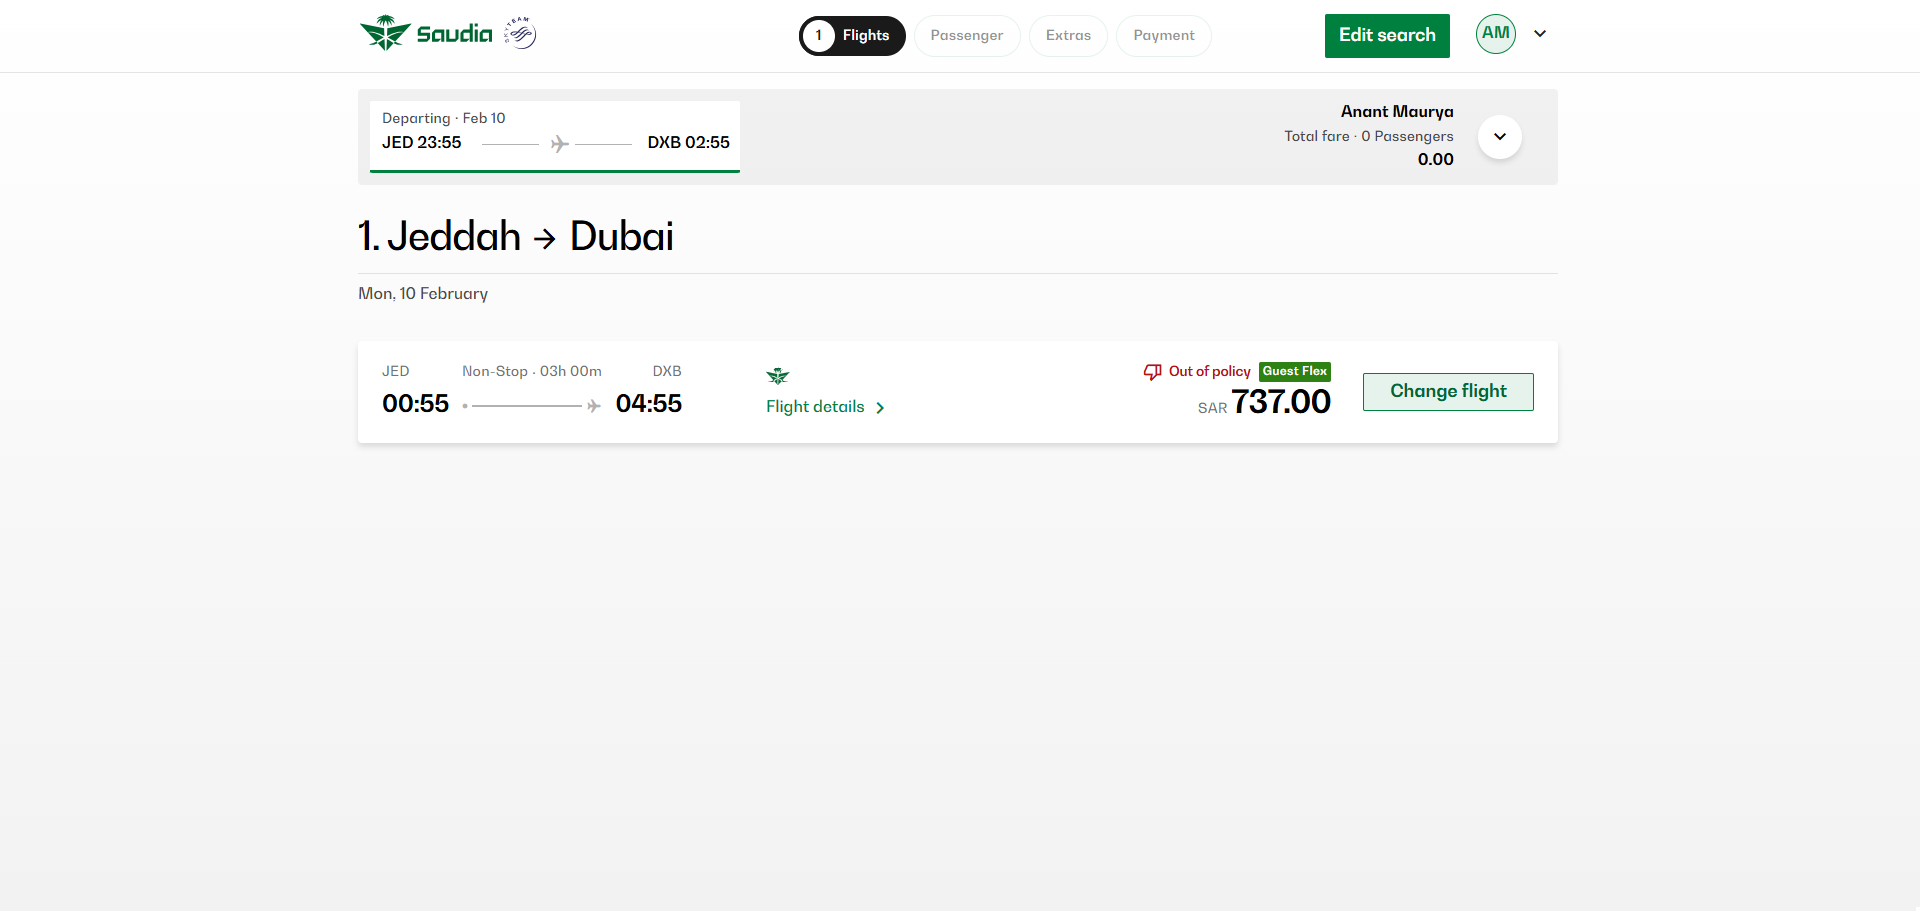 Saudia
SKYTEAM
1 Flights
Passenger
Extras
Payment
Edit search
AM
Departing · Feb 10
JED 23:55 DXB 02:55
Anant Maurya
Total fare · 0 Passengers
0.00
1. Jeddah → Dubai
Mon, 10 February
JED Non-Stop · 03h 00m DXB
00:55 04:55
Flight details
Out of policy Guest Flex
SAR 737.00
Change flight